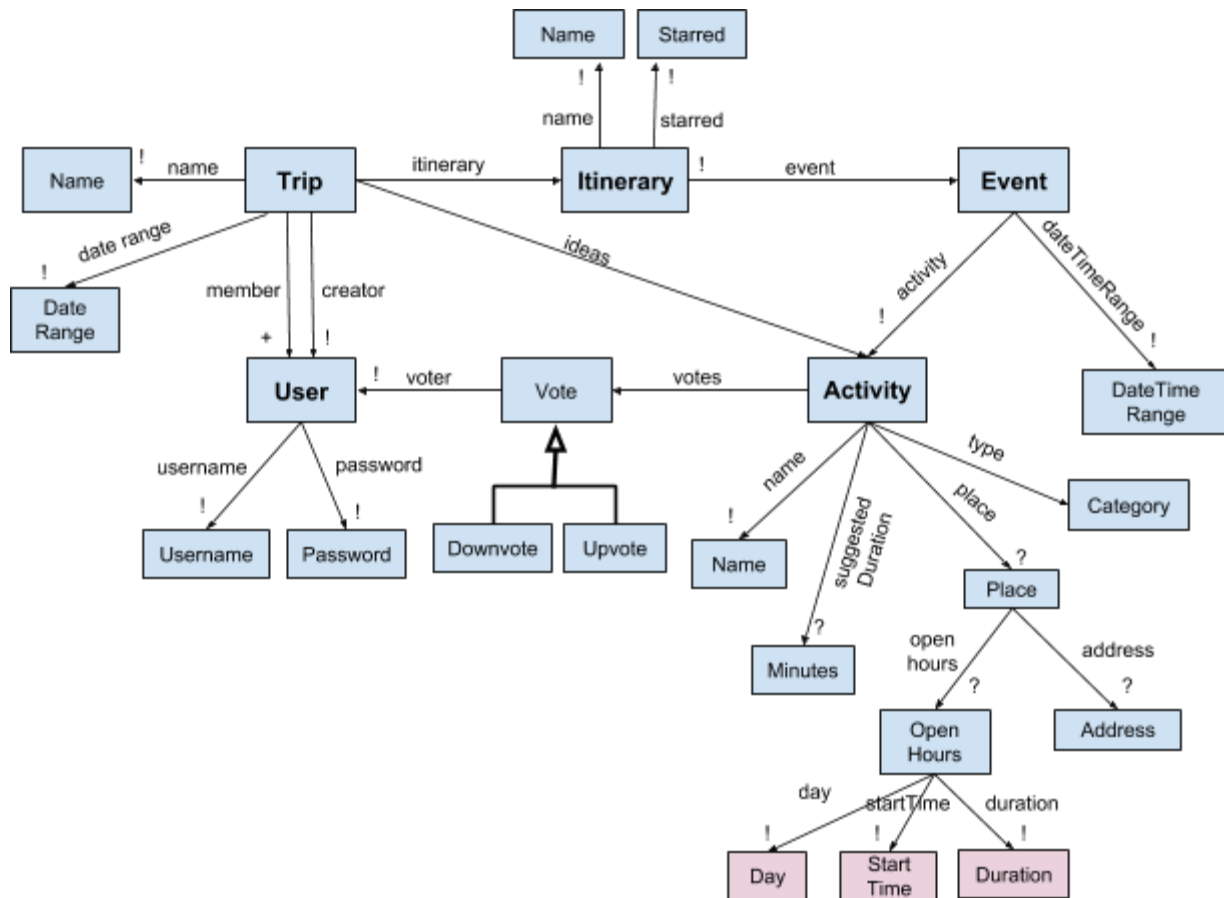 Name
Starred
!
!
name
starred
Name
!
name
Trip
itinerary
Itinerary
!
event
Event
date range
!
Date
Range
member
creator
+
!
ideas
activity
!
dateTimeRange
!
User
!
voter
Vote
votes
Activity
DateTime
Range
username
password
!
!
Username
Password
Downvote
Upvote
name
!
Name
suggested
Duration
?
Minutes
place
?
type
Category
Place
open
hours
?
address
?
Open
Hours
Address
day
startTime
duration
!
!
!
Day
Start
Time
Duration